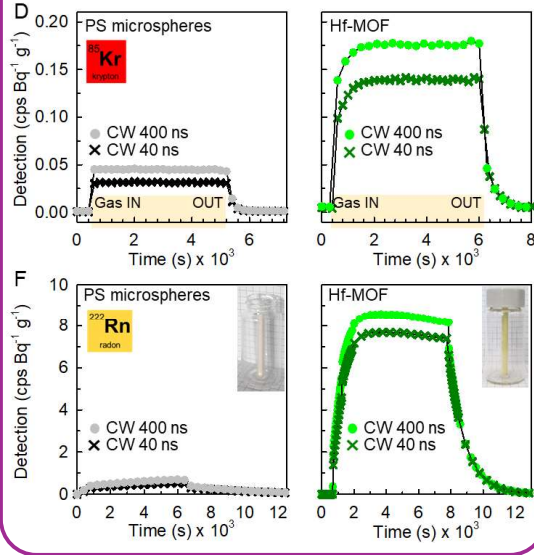 D
PS microspheres
Hf-MOF
Detection (cps Bq⁻¹ g⁻¹)
0.20
0.15
0.10
0.05
0.00
85
Kr
krypton
CW 400 ns
CW 40 ns
Gas IN OUT
0 2 4 6
Time (s) x 10³
CW 400 ns
CW 40 ns
Gas IN OUT
0 2 4 6 8
Time (s) x 10³
F
PS microspheres
Hf-MOF
Detection (cps Bq⁻¹ g⁻¹)
10
8
6
4
2
0
222
Rn
radon
CW 400 ns
CW 40 ns
0 2 4 6 8 10 12
Time (s) x 10³
CW 400 ns
CW 40 ns
0 2 4 6 8 10 12
Time (s) x 10³